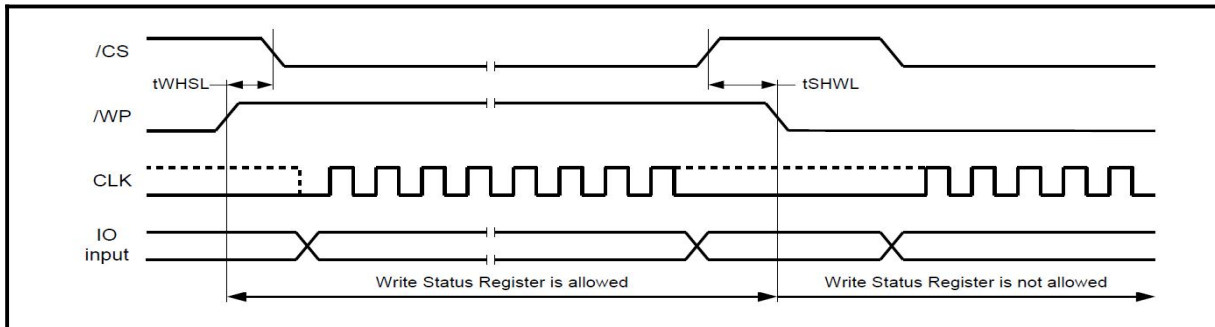 /CS
tWHSL
tSHWL
/WP
CLK
IO
input
Write Status Register is allowed
Write Status Register is not allowed